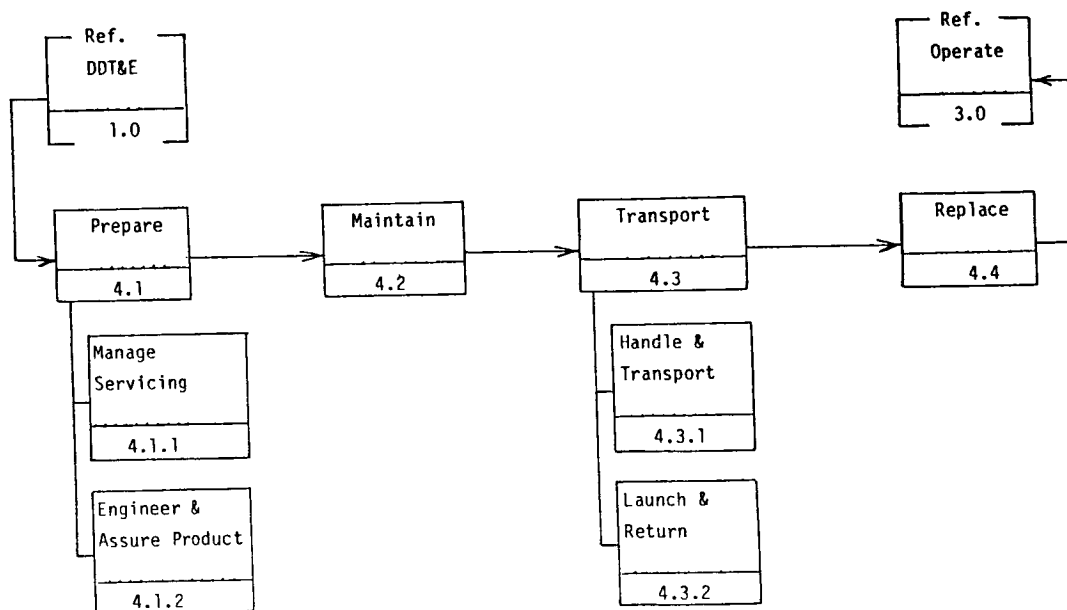 Ref.
DDT&E
1.0
Ref.
Operate
3.0
Prepare
4.1
Maintain
4.2
Transport
4.3
Replace
4.4
Manage
Servicing
4.1.1
Handle &
Transport
4.3.1
Engineer &
Assure Product
4.1.2
Launch &
Return
4.3.2